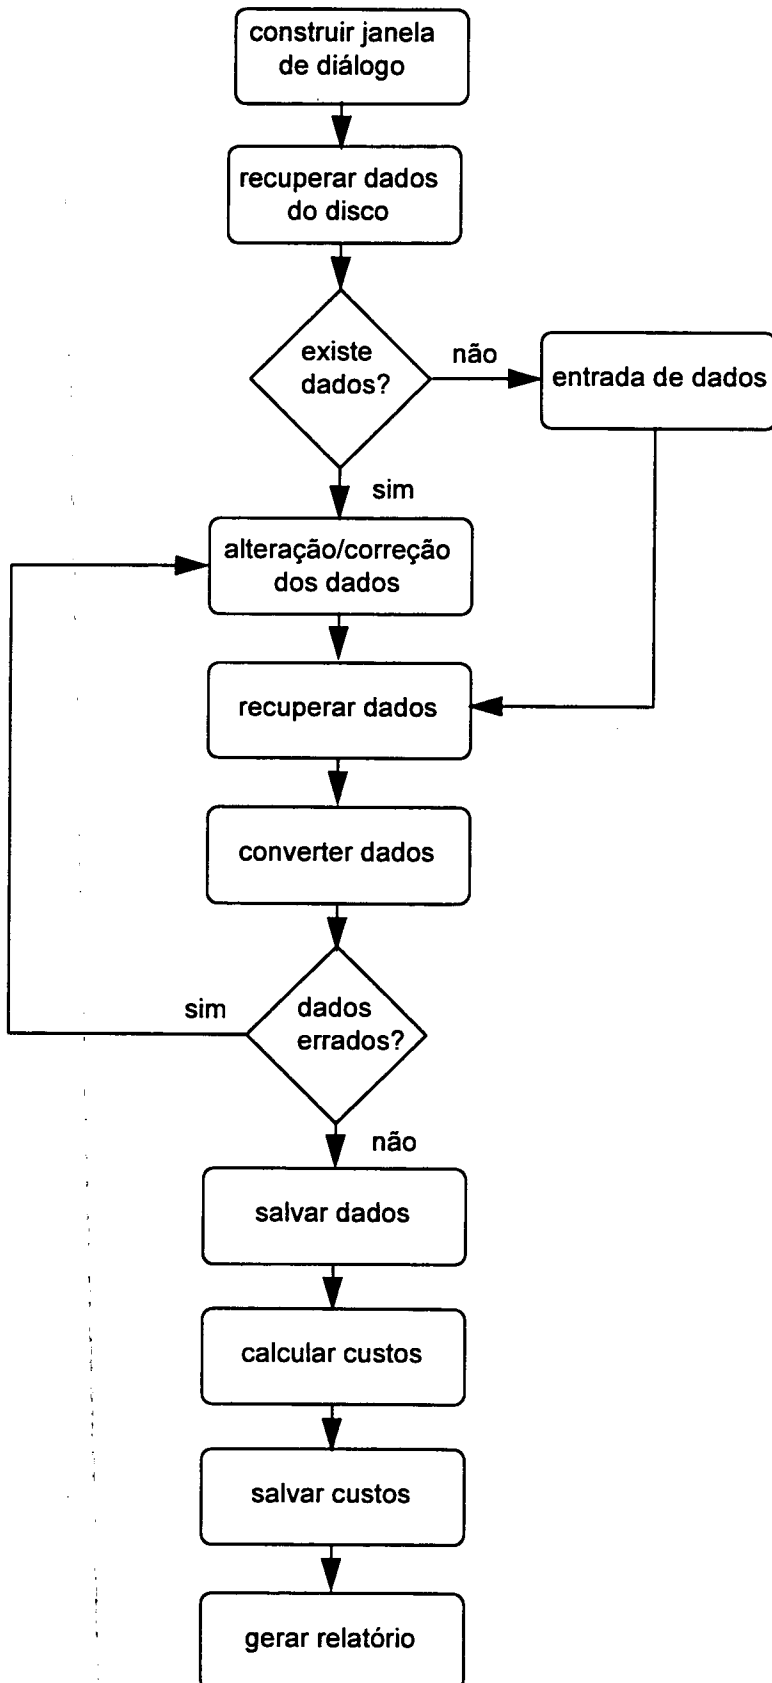 construir janela
de diálogo
recuperar dados
do disco
existe
dados?
não
entrada de dados
sim
alteração/correção
dos dados
recuperar dados
converter dados
sim
dados
errados?
não
salvar dados
calcular custos
salvar custos
gerar relatório